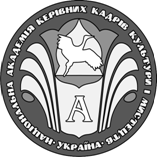 НАЦІОНАЛЬНА АКАДЕМІЯ КЕРІВНИХ КАДРІВ КУЛЬТУРИ І МИСТЕЦТВ
УКРАЇНА
А